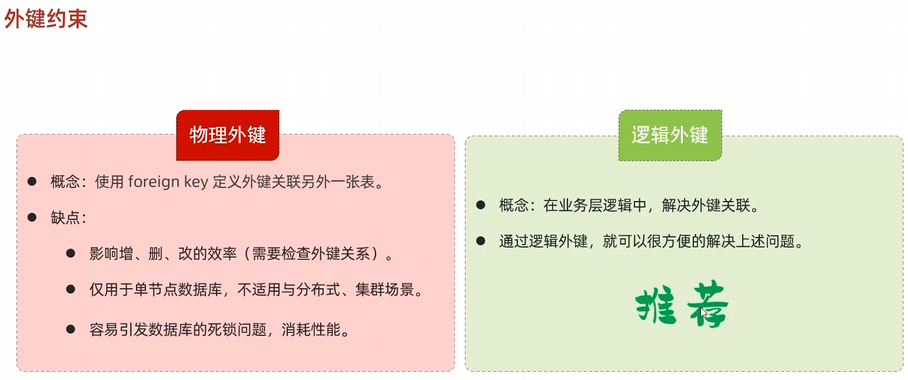 外键约束
物理外键
概念：使用 foreign key 定义外键关联另外一张表。
缺点：
影响增、删、改的效率（需要检查外键关系）。
仅用于单节点数据库，不适用与分布式、集群场景。
容易引发数据库的死锁问题，消耗性能。
逻辑外键
概念：在业务层逻辑中，解决外键关联。
通过逻辑外键，就可以很方便的解决上述问题。
推荐